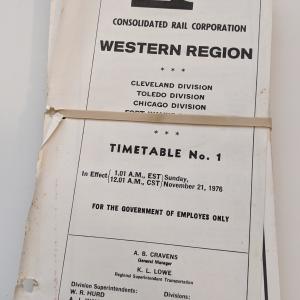 CONSOLIDATED RAIL CORPORATION
WESTERN REGION
* * *
CLEVELAND DIVISION
TOLEDO DIVISION
CHICAGO DIVISION
* * *
TIMETABLE No. 1
In Effect (1.01 A.M., EST) Sunday,
(12.01 A.M., CST) November 21, 1976
FOR THE GOVERNMENT OF EMPLOYES ONLY
A. B. CRAVENS
General Manager
K. L. LOWE
Regional Superintendent Transportation
Division Superintendents: Divisions:
W. R. HURD